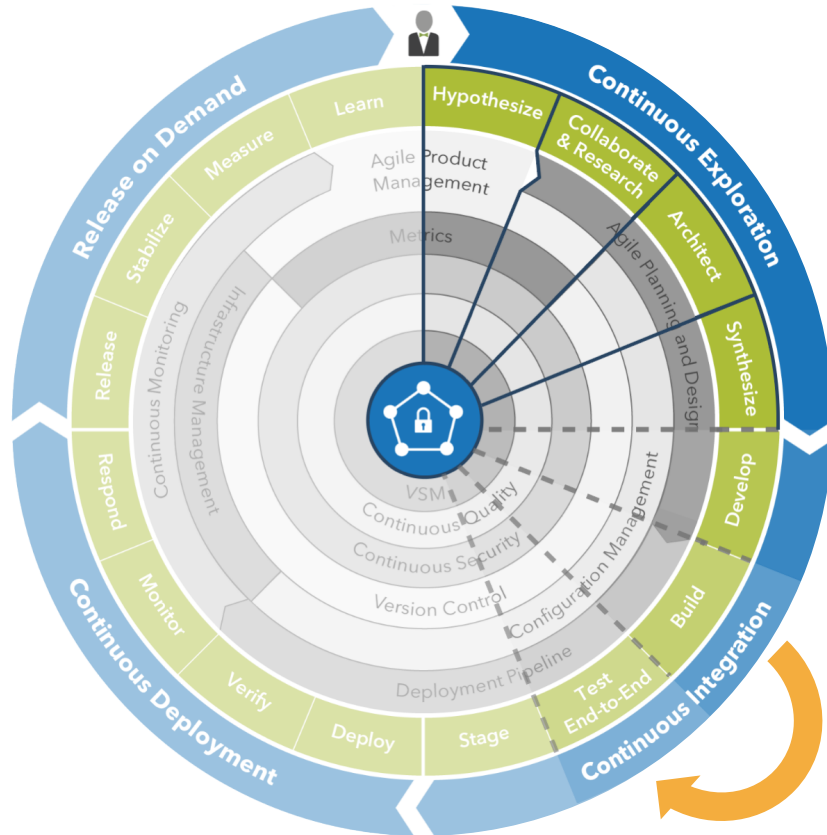 Continuous Exploration
Hypothesize
Collaborate
& Research
Architect
Synthesize
Continuous Integration
Develop
Build
Test
End-to-End
Stage
Continuous Deployment
Deploy
Verify
Monitor
Respond
Release on Demand
Release
Stabilize
Measure
Learn
Agile Product
Management
Metrics
Agile Planning and Design
Continuous Monitoring
Infrastructure Management
VSM
Continuous Quality
Continuous Security
Version Control
Configuration Management
Deployment Pipeline